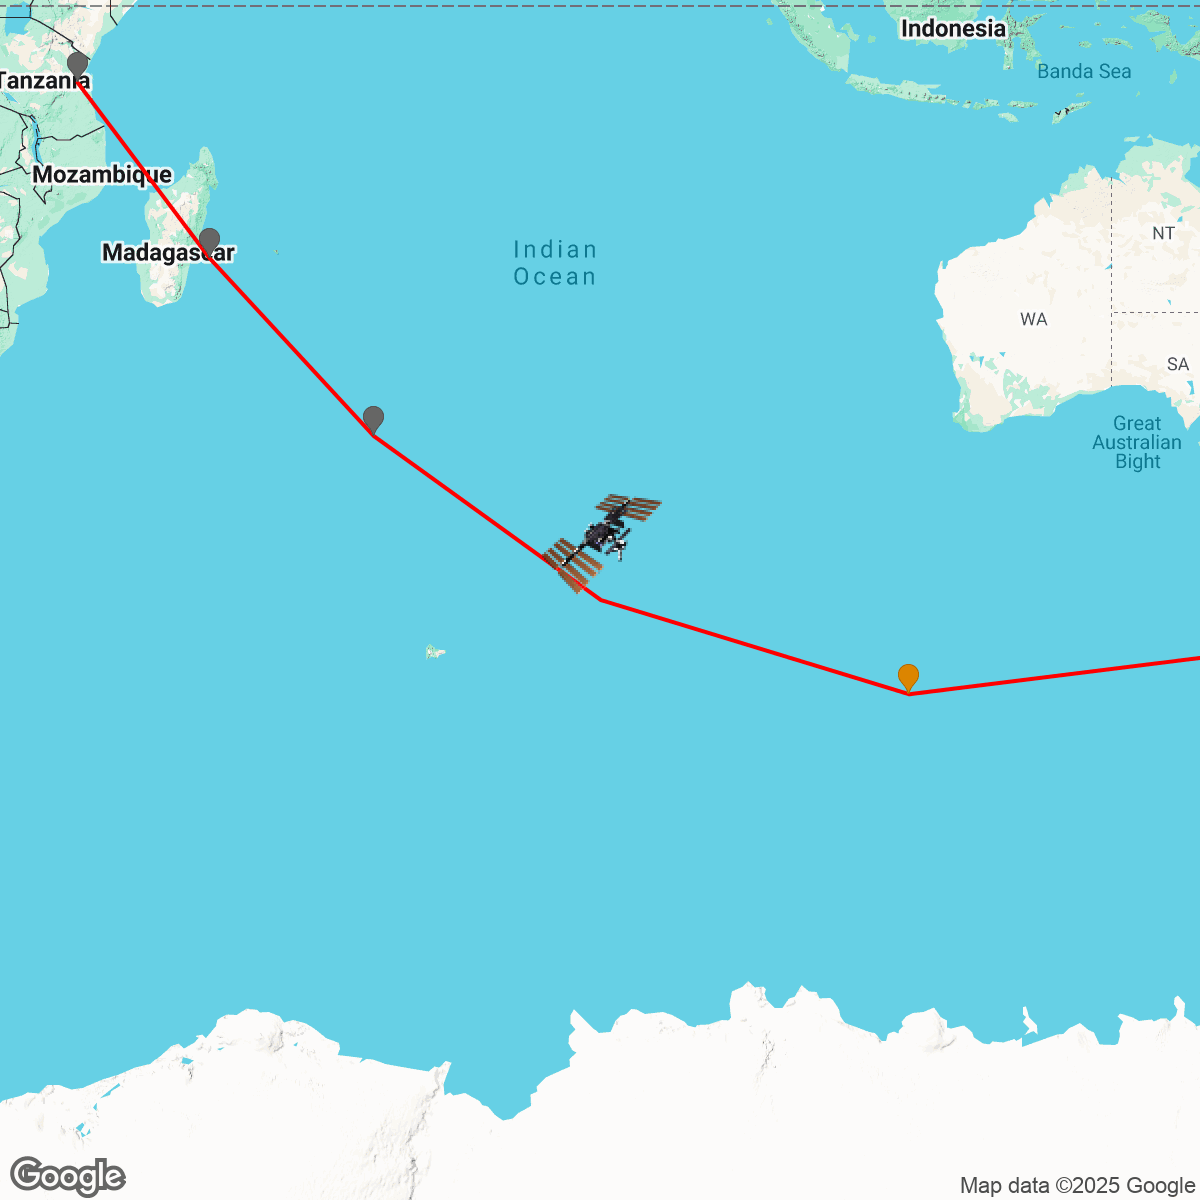 Indonesia
Banda Sea
Tanzania
Mozambique
Madagascar
Indian
Ocean
NT
WA
SA
Great
Australian
Bight
Google
Map data ©2025 Google